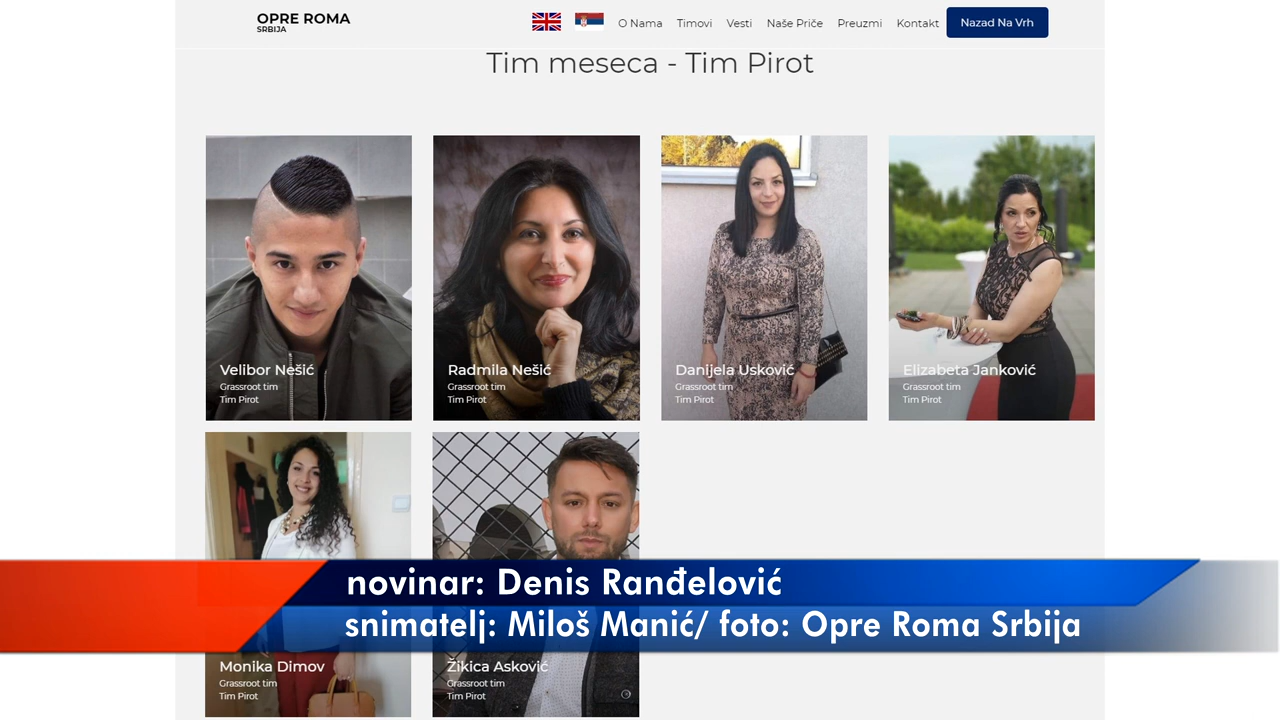 OPRE ROMA
SRBIJA
O Nama Timovi Vesti Naše Priče Preuzmi Kontakt Nazad Na Vrh
Tim meseca - Tim Pirot
Velibor Nešić
Grassroot tim
Tim Pirot
Radmila Nešić
Grassroot tim
Tim Pirot
Danijela Usković
Grassroot tim
Tim Pirot
Elizabeta Janković
Grassroot tim
Tim Pirot
novinar: Denis Ranđelović
snimatelj: Miloš Manić/ foto: Opre Roma Srbija
Monika Dimov
Grassroot tim
Tim Pirot
Žikica Asković
Grassroot tim
Tim Pirot